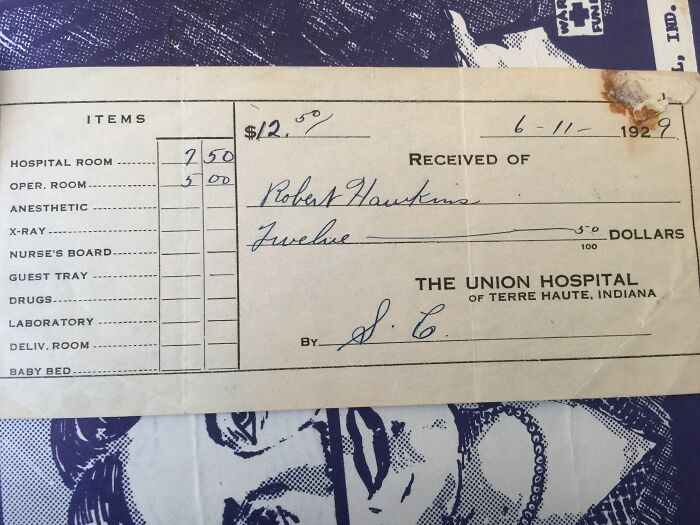 WAR
FUND
L, IND.
ITEMS
HOSPITAL ROOM 7 50
OPER. ROOM 5 00
ANESTHETIC
X-RAY
NURSE'S BOARD
GUEST TRAY
DRUGS
LABORATORY
DELIV. ROOM
BABY BED
$12. 50/ 6-11- 1929
RECEIVED OF
Robert Hawkins
Twelve 50/100 DOLLARS
THE UNION HOSPITAL
OF TERRE HAUTE, INDIANA
BY S. C.